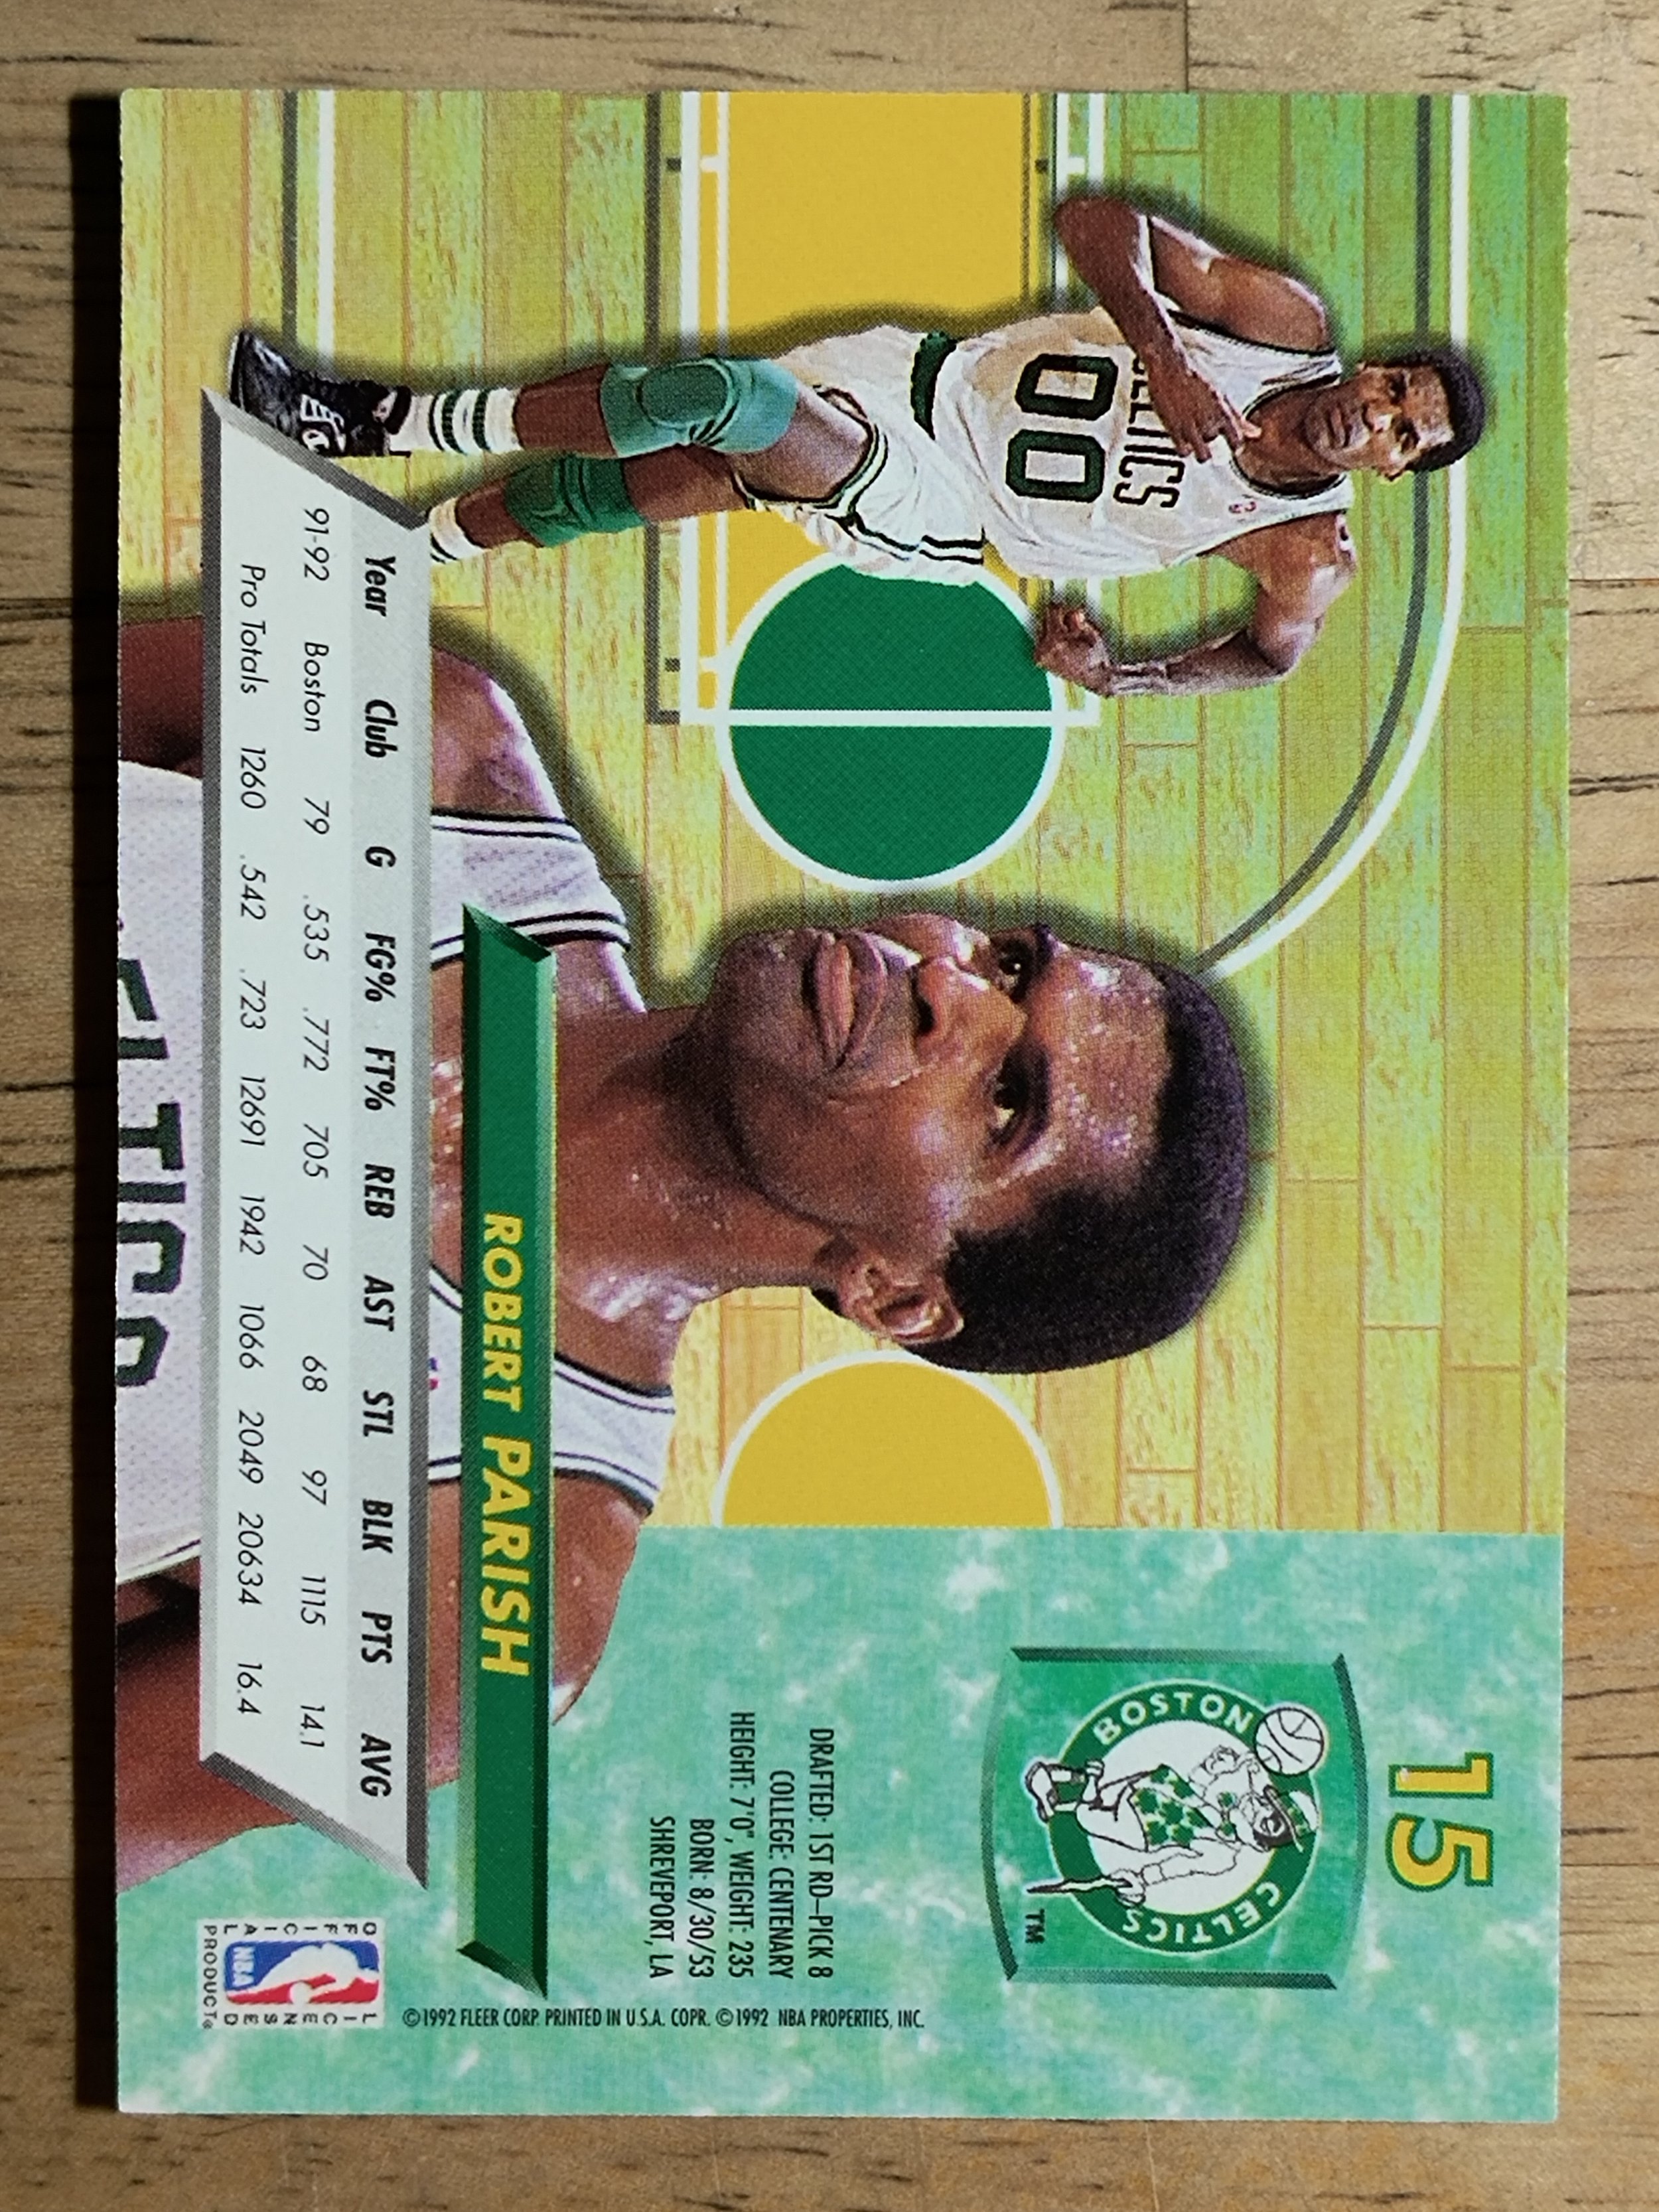 15
BOSTON
CELTICS
TM
DRAFTED: 1ST RD–PICK 8
COLLEGE: CENTENARY
HEIGHT: 7'0", WEIGHT: 235
BORN: 8/30/53
SHREVEPORT, LA
CELTICS
00
ROBERT PARISH
Year Club G FG% FT% REB AST STL BLK PTS AVG
91-92 Boston 79 .535 .772 705 70 68 97 1115 14.1
Pro Totals 1260 .542 .723 12691 1942 1066 2049 20634 16.4
©1992 FLEER CORP. PRINTED IN U.S.A. COPR. ©1992 NBA PROPERTIES, INC.
OFFICIAL
LICENSED
NBA
PRODUCT®